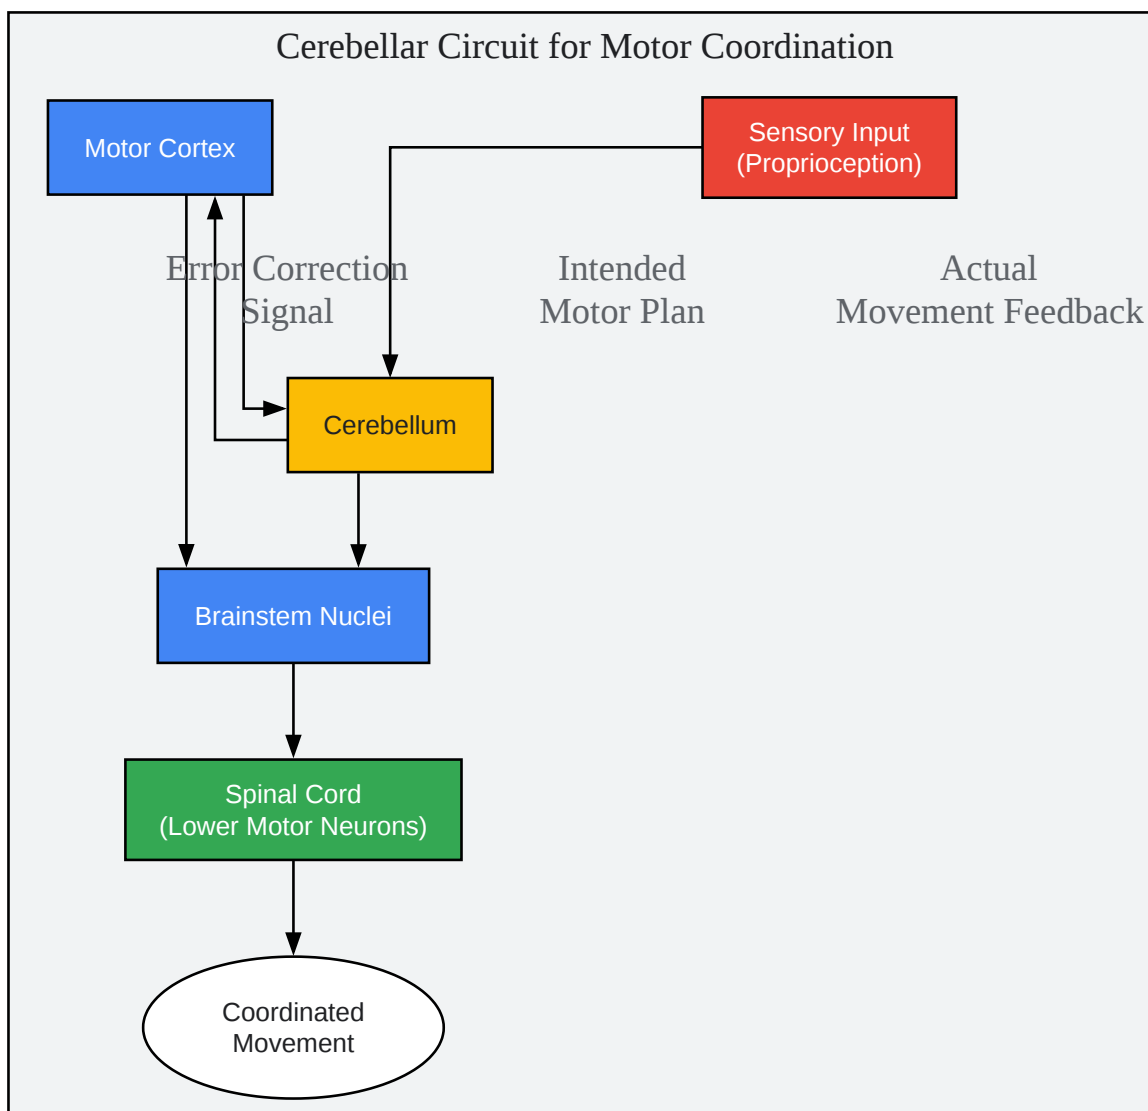 Cerebellar Circuit for Motor Coordination
Motor Cortex
Sensory Input
(Proprioception)
Error Correction
Signal
Intended
Motor Plan
Actual
Movement Feedback
Cerebellum
Brainstem Nuclei
Spinal Cord
(Lower Motor Neurons)
Coordinated
Movement